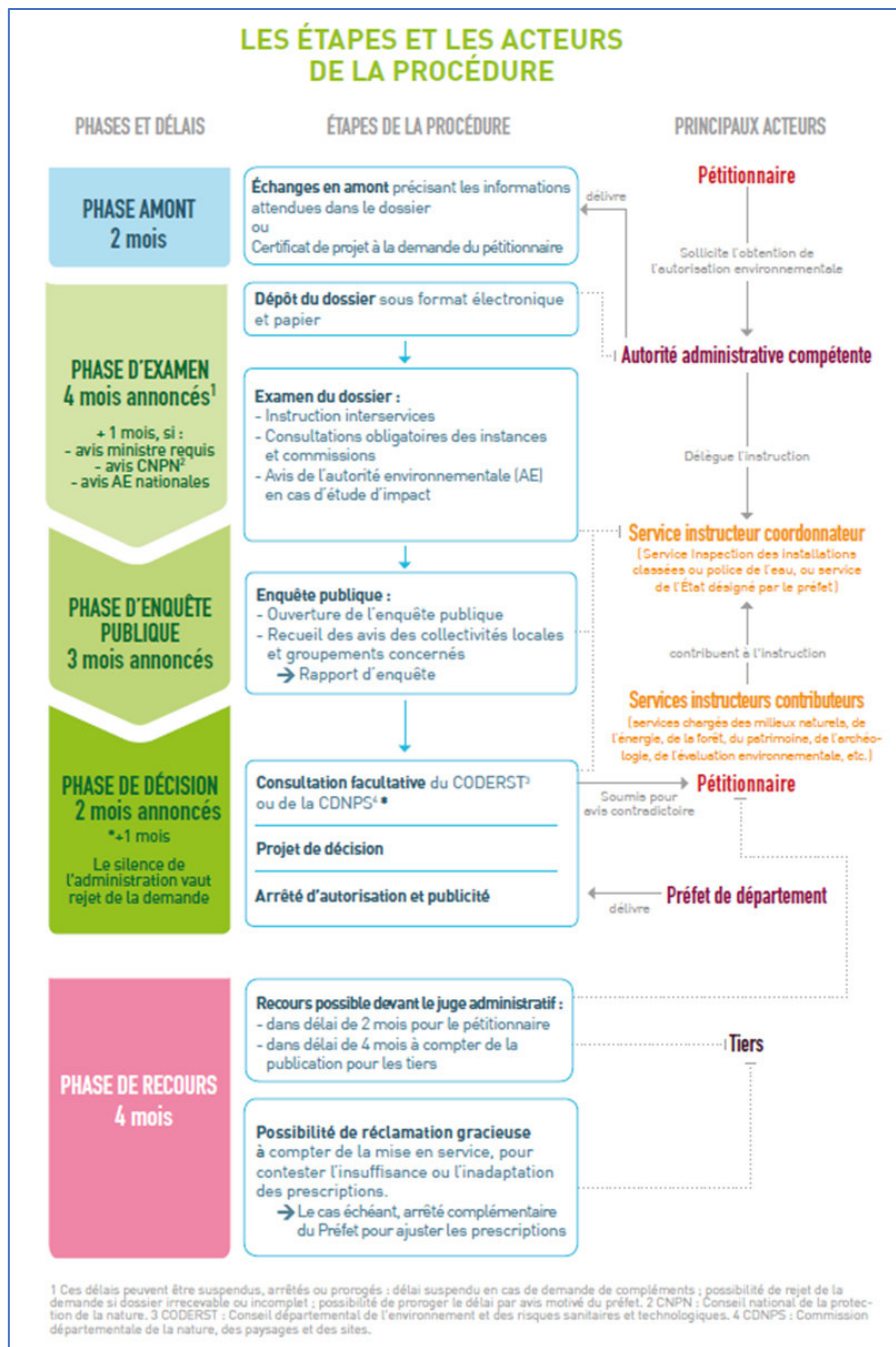 LES ÉTAPES ET LES ACTEURS
DE LA PROCÉDURE
PHASES ET DÉLAIS
ÉTAPES DE LA PROCÉDURE
PRINCIPAUX ACTEURS
PHASE AMONT
2 mois
Échanges en amont précisant les informations
attendues dans le dossier
ou
Certificat de projet à la demande du pétitionnaire
délivre
Pétitionnaire
Sollicite l'obtention de
l'autorisation environnementale
Dépôt du dossier sous format électronique
et papier
Autorité administrative compétente
PHASE D'EXAMEN
4 mois annoncés¹
+ 1 mois, si :
- avis ministre requis
- avis CNPN²
- avis AE nationales
Examen du dossier :
- Instruction interservices
- Consultations obligatoires des instances
et commissions
- Avis de l'autorité environnementale (AE)
en cas d'étude d'impact
Délègue l'instruction
Service instructeur coordonnateur
(Service Inspection des installations
classées ou police de l'eau, ou service
de l'État désigné par le préfet)
PHASE D'ENQUÊTE
PUBLIQUE
3 mois annoncés
Enquête publique :
- Ouverture de l'enquête publique
- Recueil des avis des collectivités locales
et groupements concernés
→ Rapport d'enquête
contribuent à l'instruction
Services instructeurs contributeurs
(services chargés des milieux naturels, de
l'énergie, de la forêt, du patrimoine, de l'archéo-
logie, de l'évaluation environnementale, etc.)
PHASE DE DÉCISION
2 mois annoncés
*+1 mois
Le silence de
l'administration vaut
rejet de la demande
Consultation facultative du CODERST³
ou de la CDNPS⁴ *
Projet de décision
Arrêté d'autorisation et publicité
Soumis pour
avis contradictoire
Pétitionnaire
délivre
Préfet de département
PHASE DE RECOURS
4 mois
Recours possible devant le juge administratif :
- dans délai de 2 mois pour le pétitionnaire
- dans délai de 4 mois à compter de la
publication pour les tiers
Tiers
Possibilité de réclamation gracieuse
à compter de la mise en service, pour
contester l'insuffisance ou l'inadaptation
des prescriptions.
→ Le cas échéant, arrêté complémentaire
du Préfet pour ajuster les prescriptions
1 Ces délais peuvent être suspendus, arrêtés ou prorogés : délai suspendu en cas de demande de compléments ; possibilité de rejet de la
demande si dossier irrecevable ou incomplet ; possibilité de proroger le délai par avis motivé du préfet. 2 CNPN : Conseil national de la protec-
tion de la nature. 3 CODERST : Conseil départemental de l'environnement et des risques sanitaires et technologiques. 4 CDNPS : Commission
départementale de la nature, des paysages et des sites.